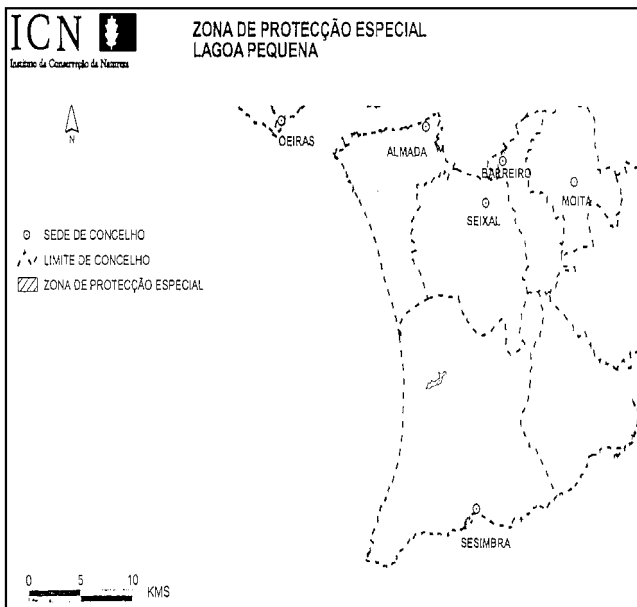 ICN
Instituto da Conservação da Natureza
ZONA DE PROTECÇÃO ESPECIAL
LAGOA PEQUENA
N
OEIRAS
ALMADA
BARREIRO
MOITA
SEIXAL
SEDE DE CONCELHO
LIMITE DE CONCELHO
ZONA DE PROTECÇÃO ESPECIAL
SESIMBRA
0 5 10 KMS